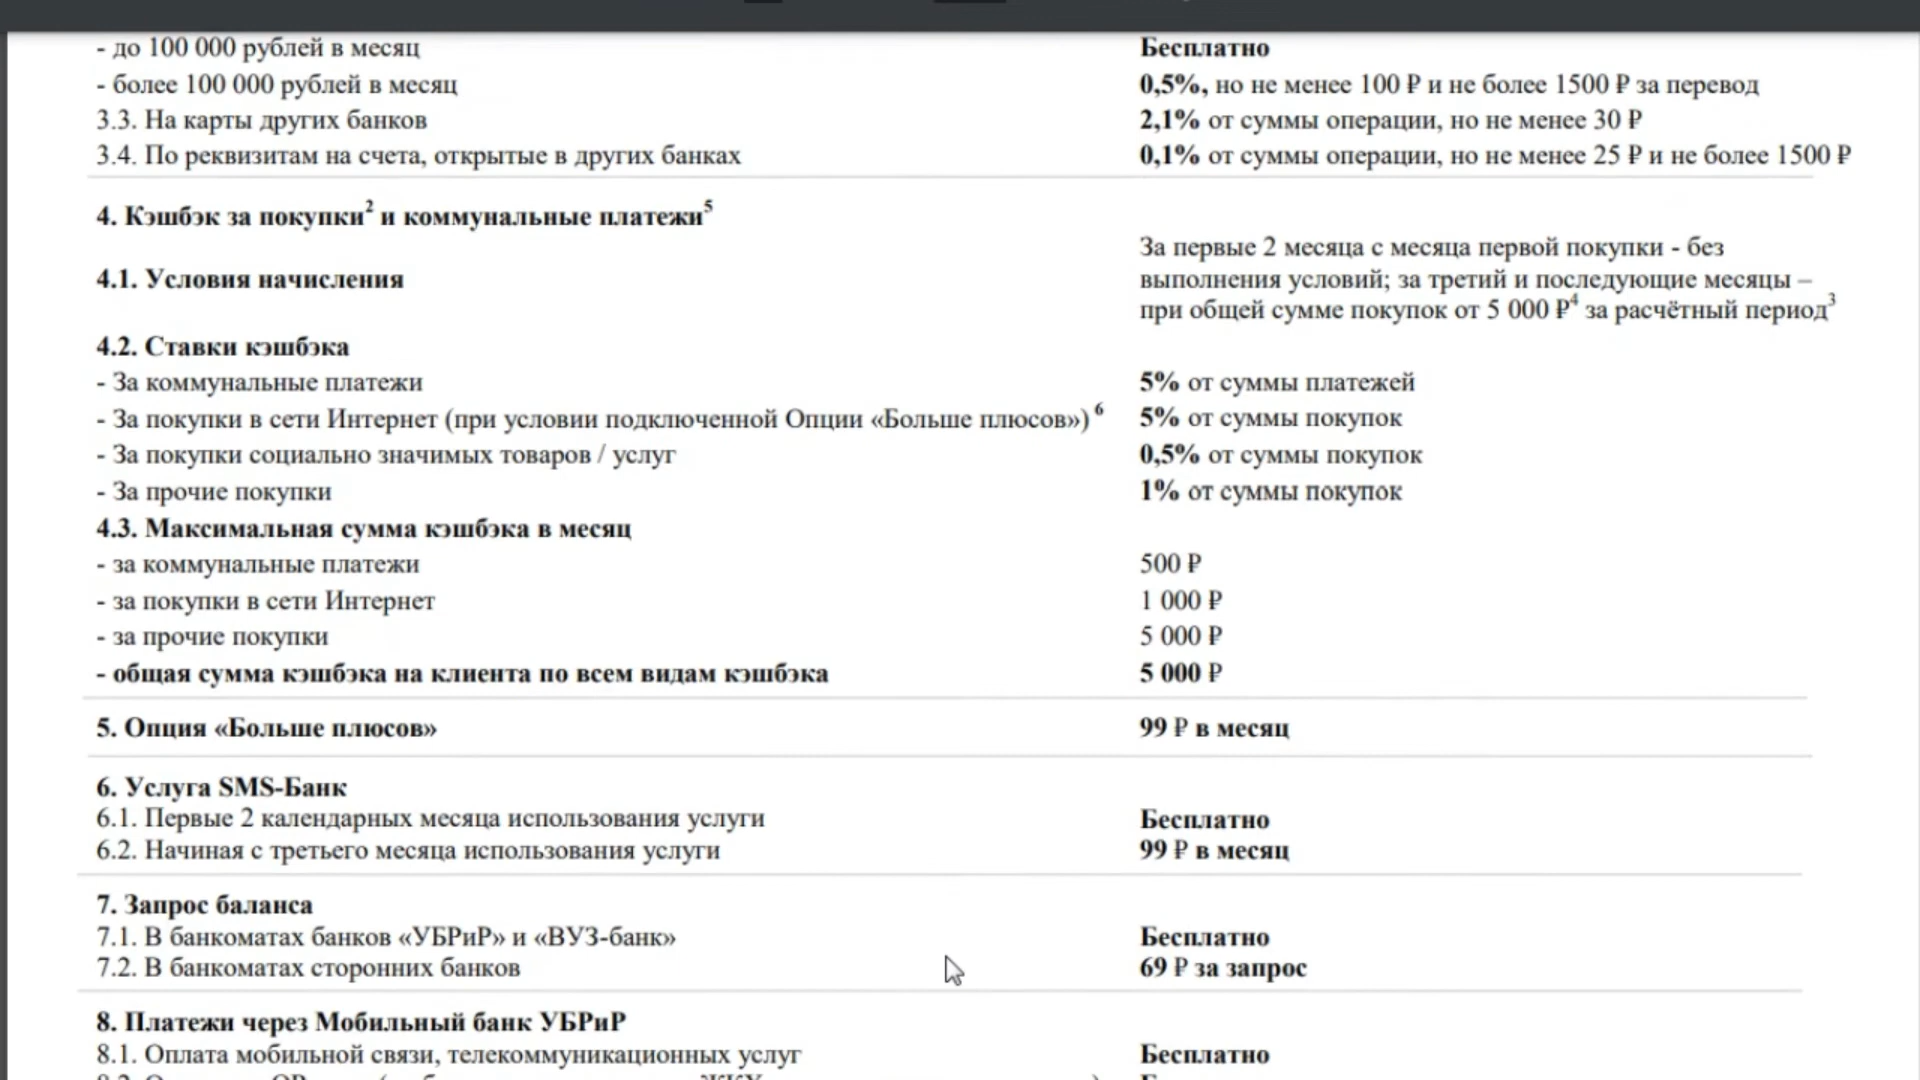 - до 100 000 рублей в месяц Бесплатно
- более 100 000 рублей в месяц 0,5%, но не менее 100 ₽ и не более 1500 ₽ за перевод
3.3. На карты других банков 2,1% от суммы операции, но не менее 30 ₽
3.4. По реквизитам на счета, открытые в других банках 0,1% от суммы операции, но не менее 25 ₽ и не более 1500 ₽
4. Кэшбэк за покупки² и коммунальные платежи⁵
За первые 2 месяца с месяца первой покупки - без
4.1. Условия начисления выполнения условий; за третий и последующие месяцы –
при общей сумме покупок от 5 000 ₽⁴ за расчётный период³
4.2. Ставки кэшбэка
- За коммунальные платежи 5% от суммы платежей
- За покупки в сети Интернет (при условии подключенной Опции «Больше плюсов») ⁶ 5% от суммы покупок
- За покупки социально значимых товаров / услуг 0,5% от суммы покупок
- За прочие покупки 1% от суммы покупок
4.3. Максимальная сумма кэшбэка в месяц
- за коммунальные платежи 500 ₽
- за покупки в сети Интернет 1 000 ₽
- за прочие покупки 5 000 ₽
- общая сумма кэшбэка на клиента по всем видам кэшбэка 5 000 ₽
5. Опция «Больше плюсов» 99 ₽ в месяц
6. Услуга SMS-Банк
6.1. Первые 2 календарных месяца использования услуги Бесплатно
6.2. Начиная с третьего месяца использования услуги 99 ₽ в месяц
7. Запрос баланса
7.1. В банкоматах банков «УБРиР» и «ВУЗ-банк» Бесплатно
7.2. В банкоматах сторонних банков 69 ₽ за запрос
8. Платежи через Мобильный банк УБРиР
8.1. Оплата мобильной связи, телекоммуникационных услуг Бесплатно